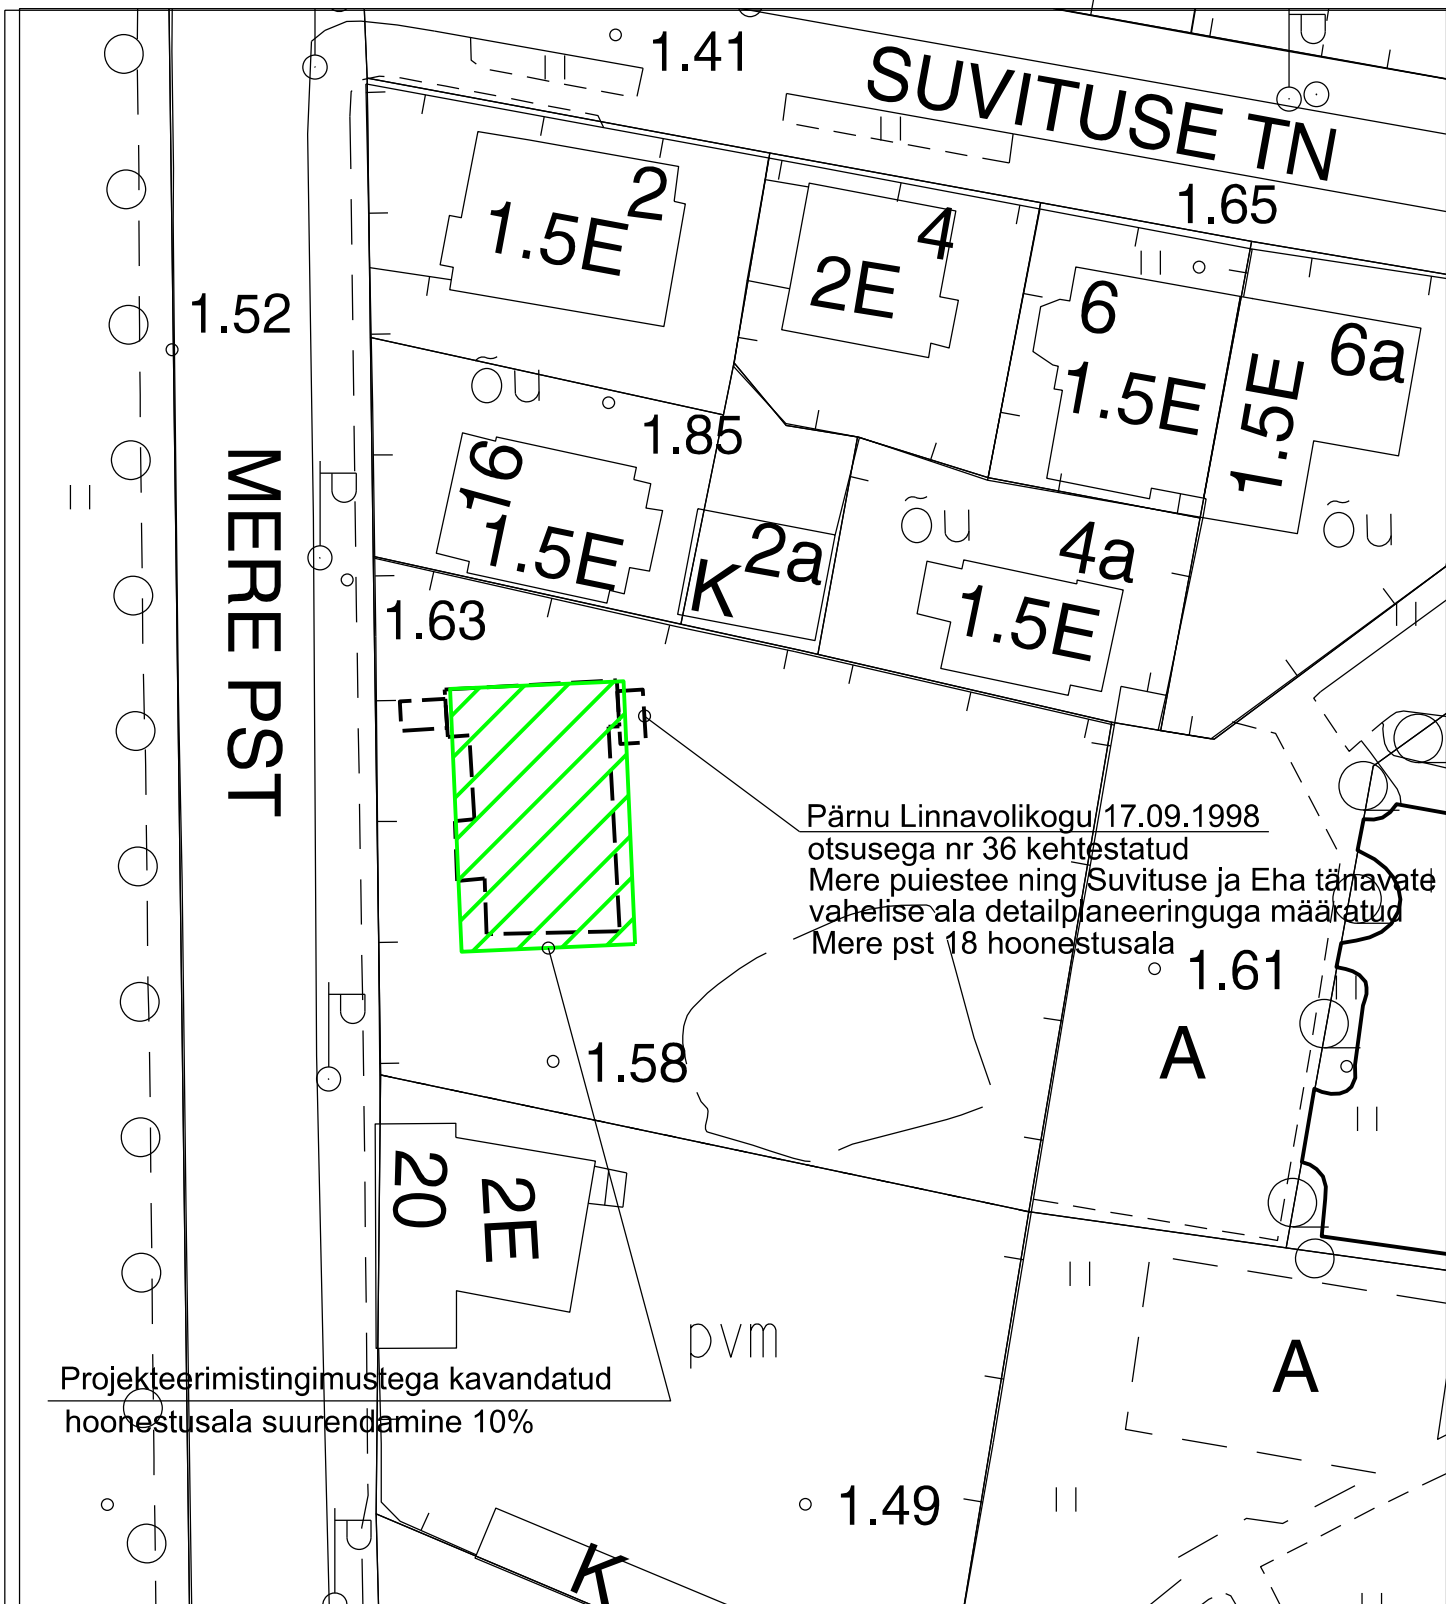 1.41
SUVITUSE TN
1.65
2
1.5E
4
2E
6
1.5E
6a
1.5E
1.52
õu
1.85
16
1.5E
2a
K
õu
4a
1.5E
õu
MERE PST
1.63
Pärnu Linnavolikogu 17.09.1998
otsusega nr 36 kehtestatud
Mere puiestee ning Suvituse ja Eha tänavate
vahelise ala detailplaneeringuga määratud
Mere pst 18 hoonestusala
1.61
A
1.58
20
2E
pvm
A
Projekteerimistingimustega kavandatud
hoonestusala suurendamine 10%
1.49
K